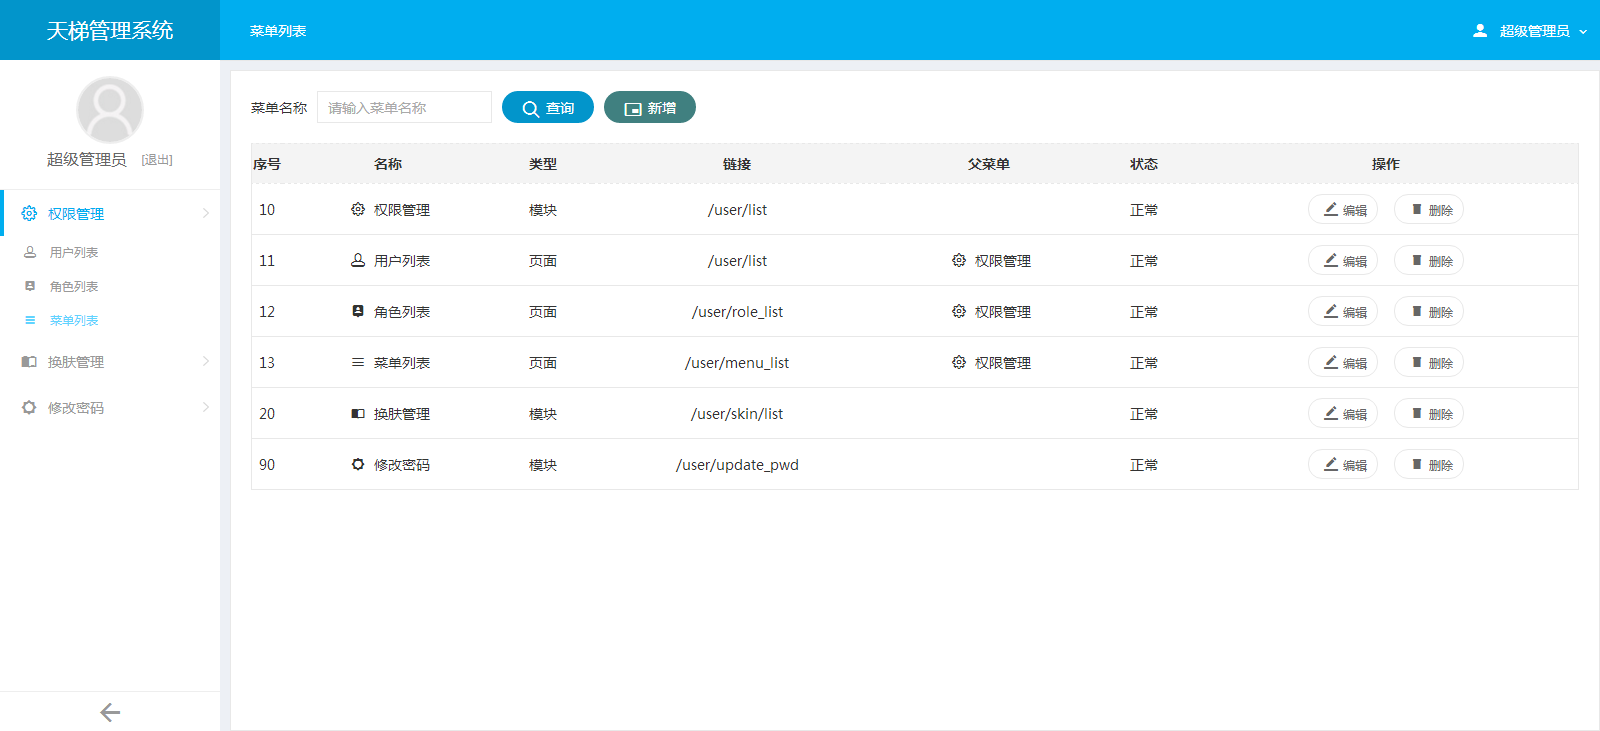 天梯管理系统
菜单列表
超级管理员
超级管理员 [退出]
权限管理
用户列表
角色列表
菜单列表
换肤管理
修改密码
菜单名称 请输入菜单名称 查询 新增
序号 名称 类型 链接 父菜单 状态 操作
10 权限管理 模块 /user/list 正常 编辑 删除
11 用户列表 页面 /user/list 权限管理 正常 编辑 删除
12 角色列表 页面 /user/role_list 权限管理 正常 编辑 删除
13 菜单列表 页面 /user/menu_list 权限管理 正常 编辑 删除
20 换肤管理 模块 /user/skin/list 正常 编辑 删除
90 修改密码 模块 /user/update_pwd 正常 编辑 删除